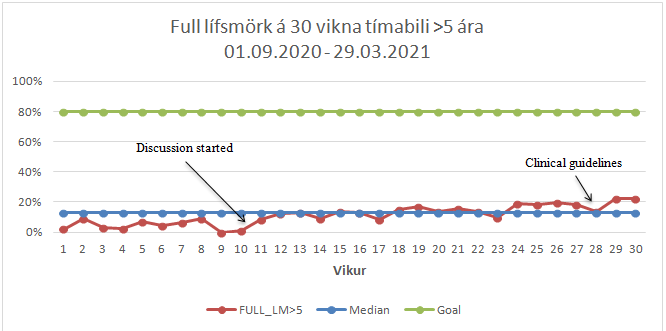 Full lífsmörk á 30 vikna tímabili >5 ára
01.09.2020 - 29.03.2021
100%
80%
60%
40%
20%
0%
Discussion started
Clinical guidelines
1 2 3 4 5 6 7 8 9 10 11 12 13 14 15 16 17 18 19 20 21 22 23 24 25 26 27 28 29 30
Vikur
FULL_LM>5 Median Goal